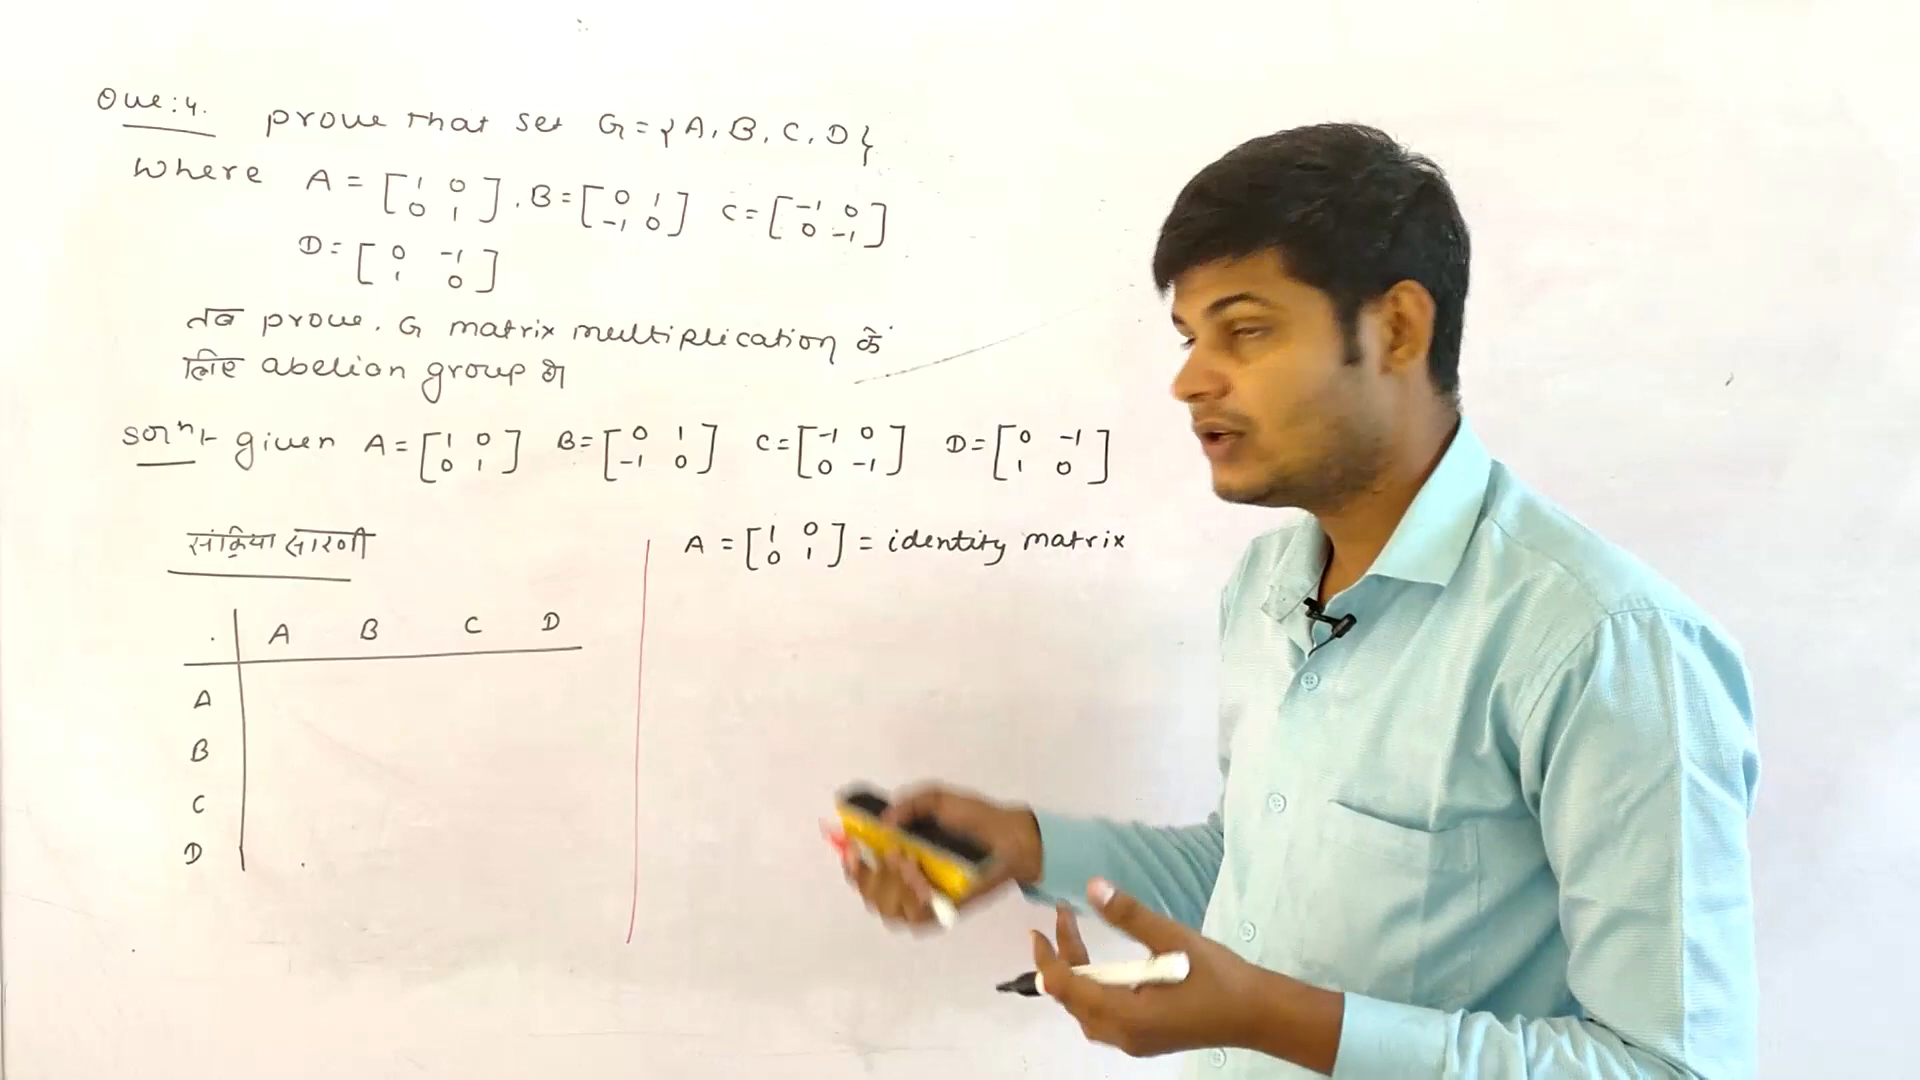 Que:4. prove that set G = {A, B, C, D}
where A = [1 0 0 1], B = [0 1 -1 0] C = [-1 0 0 -1]
D = [0 -1 1 0]
तब prove. G matrix multiplication के
लिए abelion group है
Sol^n:- given A = [1 0 0 1] B = [0 1 -1 0] C = [-1 0 0 -1] D = [0 -1 1 0]
संक्रिया सारणी
. A B C D
A
B
C
D
A = [1 0 0 1] = identity matrix